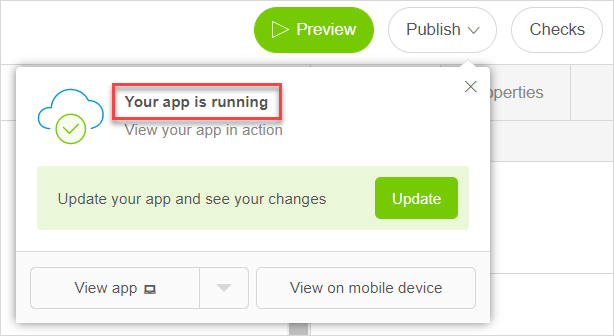 Preview
Publish
Checks
Your app is running
View your app in action
Update your app and see your changes
Update
View app
View on mobile device